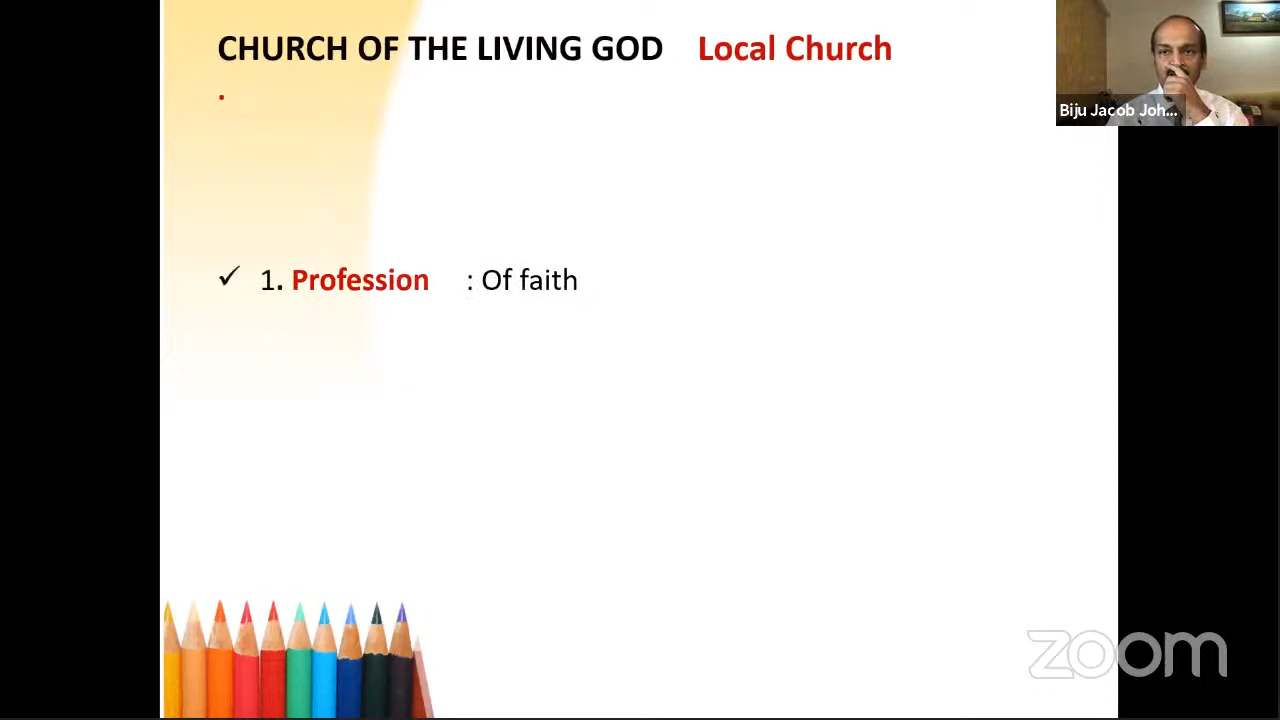 CHURCH OF THE LIVING GOD Local Church
.
✓ 1. Profession : Of faith
Biju Jacob Joh...
zoom